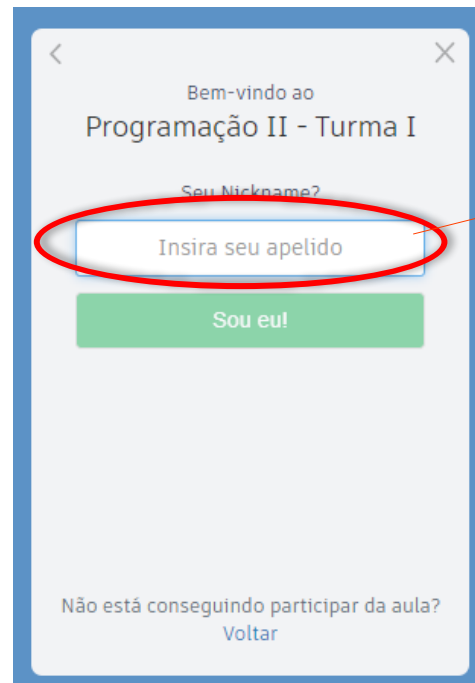 Bem-vindo ao
Programação II - Turma I
Seu Nickname?
Insira seu apelido
Sou eu!
Não está conseguindo participar da aula?
Voltar